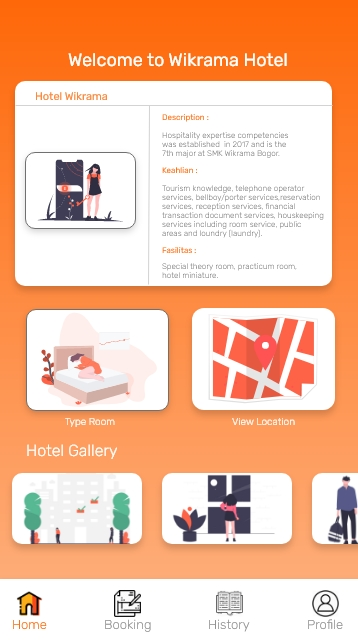 Welcome to Wikrama Hotel
Hotel Wikrama
Description :
Hospitality expertise competencies
was established in 2017 and is the
7th major at SMK Wikrama Bogor.
Keahlian :
Tourism knowledge, telephone operator
services, bellboy/porter services,reservation
services, reception services, financial
transaction document services, houskeeping
services including room service, public
areas and loundry (laundry).
Fasilitas :
Special theory room, practicum room,
hotel miniature.
Type Room
View Location
Hotel Gallery
Home
Booking
History
Profile